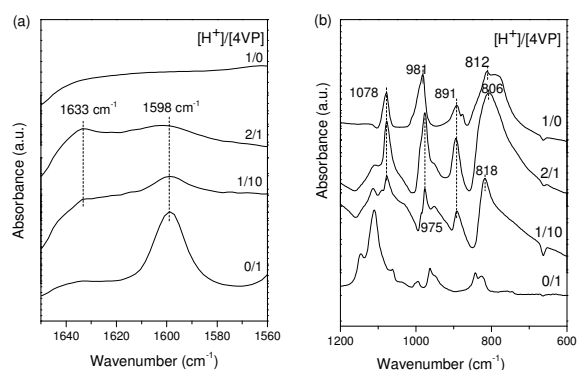 (a)
[H⁺]/[4VP]
1/0
1633 cm⁻¹
1598 cm⁻¹
2/1
1/10
0/1
Absorbance (a.u.)
1640 1620 1600 1580 1560
Wavenumber (cm⁻¹)
(b)
[H⁺]/[4VP]
1078
981
891
812
806
1/0
2/1
818
1/10
975
0/1
Absorbance (a.u.)
1200 1000 800 600
Wavenumber (cm⁻¹)